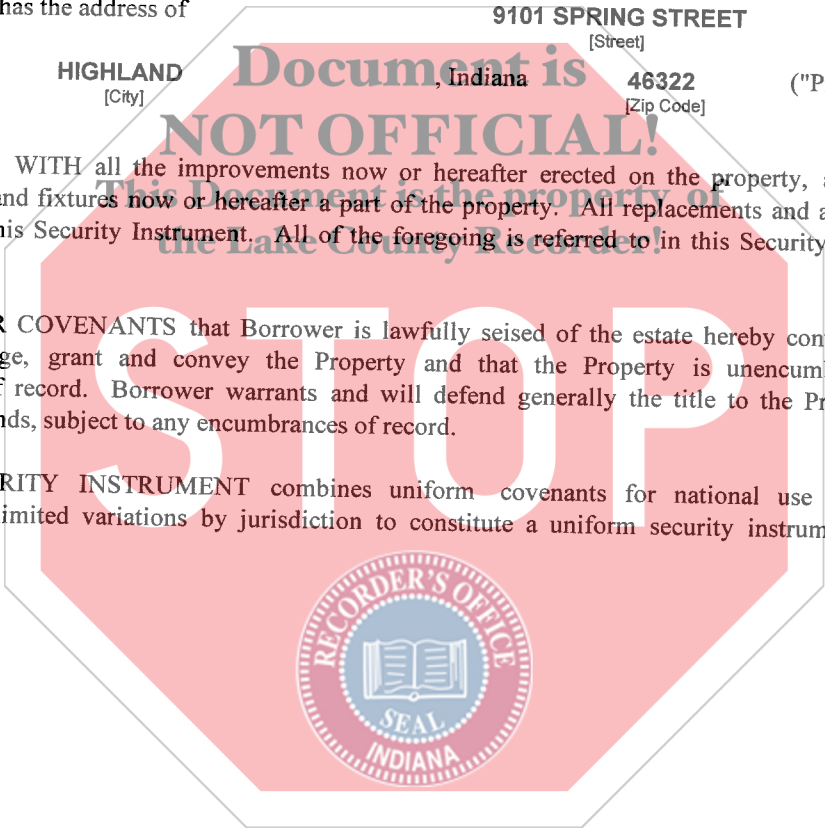 has the address of
9101 SPRING STREET
[Street]
HIGHLAND , Indiana 46322 ("P
[City] [Zip Code]
Document is
NOT OFFICIAL!
This Document is the property of
the Lake County Recorder!
WITH all the improvements now or hereafter erected on the property,
and fixtures now or hereafter a part of the property. All replacements and a
his Security Instrument. All of the foregoing is referred to in this Security
R COVENANTS that Borrower is lawfully seised of the estate hereby con
ge, grant and convey the Property and that the Property is unencumb
f record. Borrower warrants and will defend generally the title to the Pr
nds, subject to any encumbrances of record.
RITY INSTRUMENT combines uniform covenants for national use
limited variations by jurisdiction to constitute a uniform security instrum
STOP
RECORDER'S OFFICE
SEAL
INDIANA